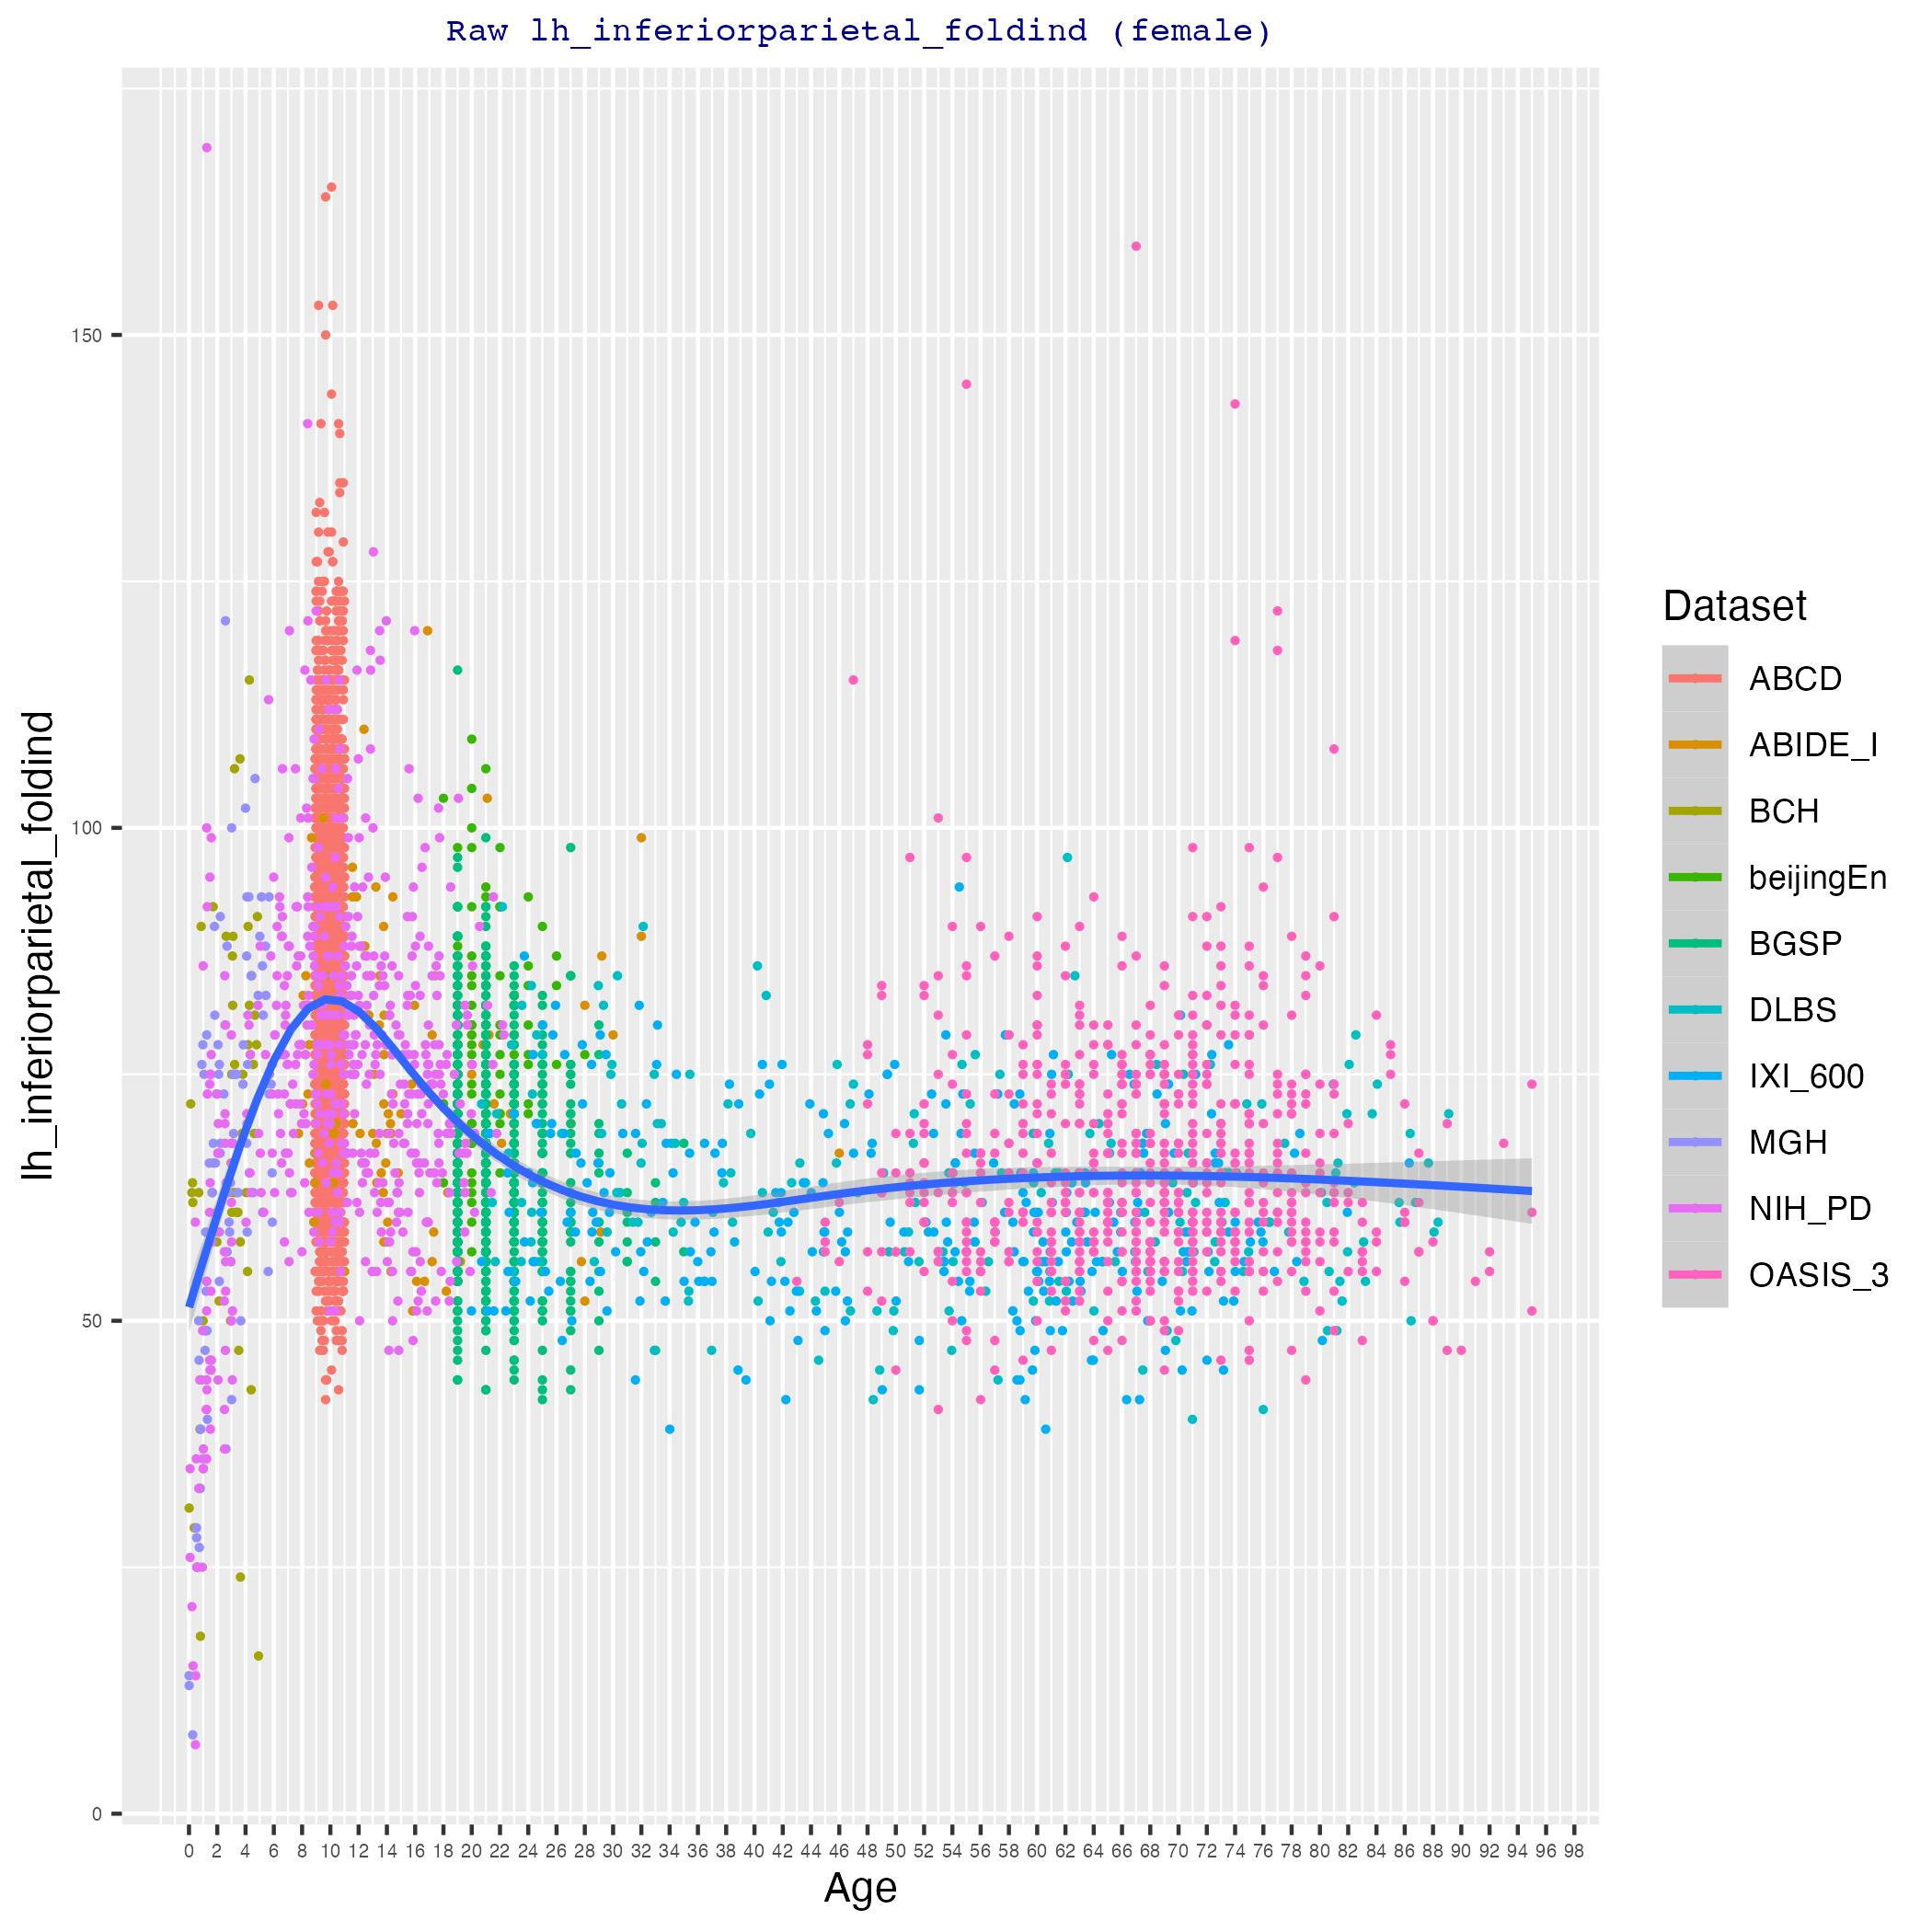 Raw lh_inferiorparietal_foldind (female)
lh_inferiorparietal_foldind
150
100
50
0
0 2 4 6 8 10 12 14 16 18 20 22 24 26 28 30 32 34 36 38 40 42 44 46 48 50 52 54 56 58 60 62 64 66 68 70 72 74 76 78 80 82 84 86 88 90 92 94 96 98
Age
Dataset
ABCD
ABIDE_I
BCH
beijingEn
BGSP
DLBS
IXI_600
MGH
NIH_PD
OASIS_3